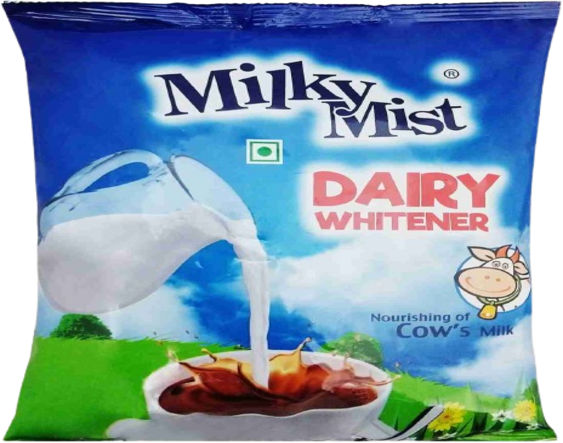 Milky
Mist ®
DAIRY
WHITENER
Nourishing of
Cow's Milk